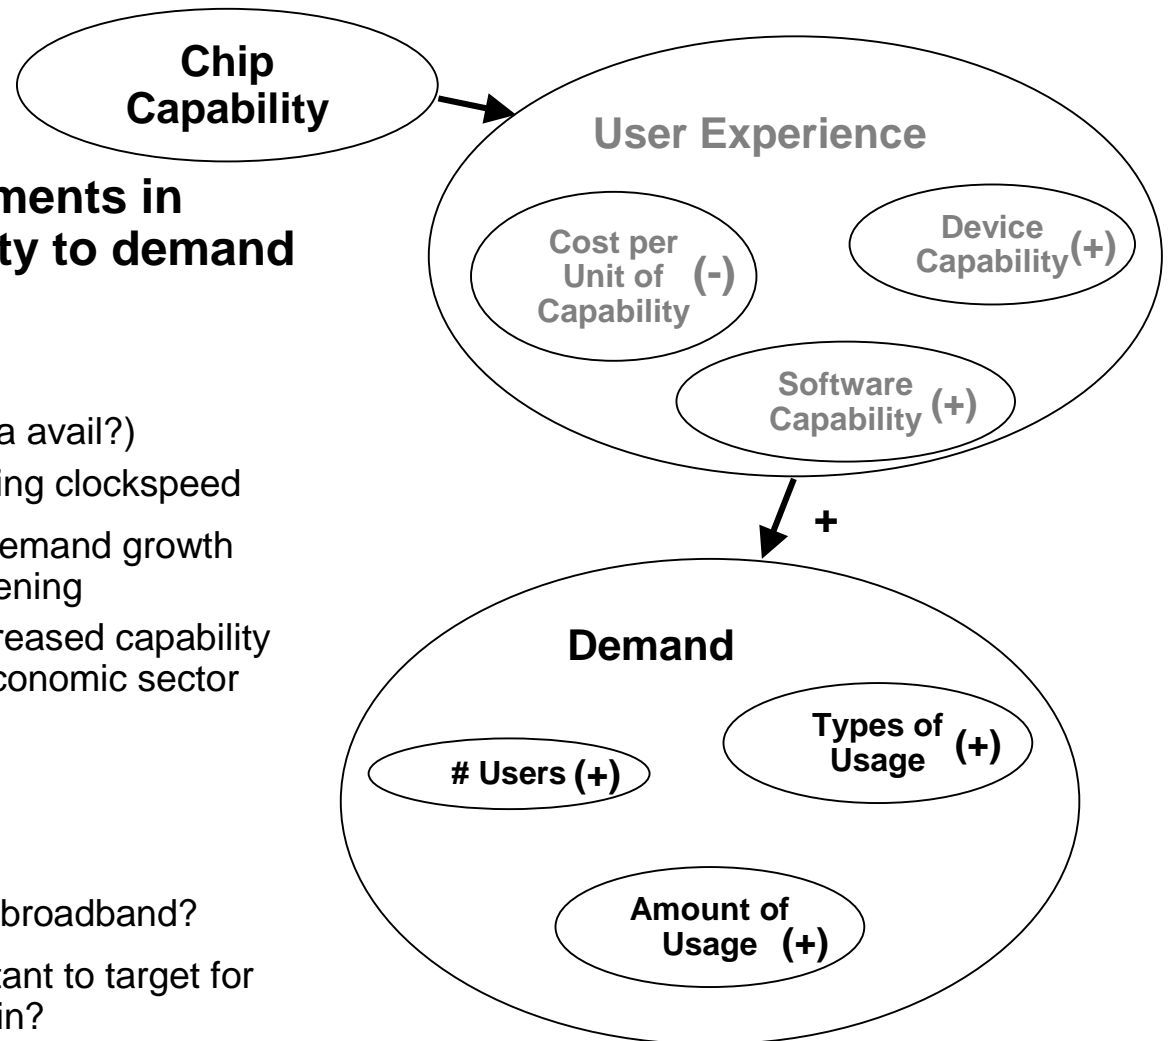 Chip
Capability
User Experience
Cost per
Unit of (-)
Capability
Device
Capability (+)
Software
Capability (+)
+
Demand
# Users (+)
Types of
Usage (+)
Amount of
Usage (+)
ments in
ty to demand
a avail?)
ing clockspeed
emand growth
ening
reased capability
conomic sector
broadband?
tant to target for
in?